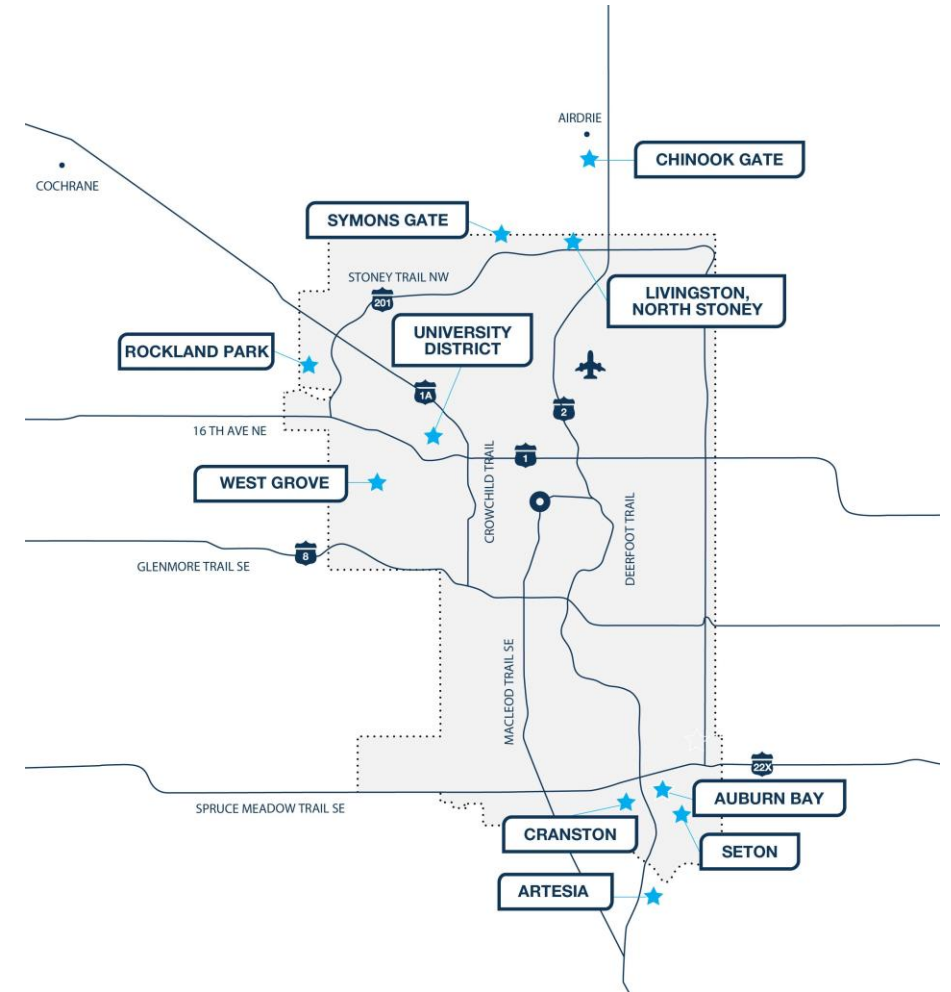 AIRDRIE
CHINOOK GATE
COCHRANE
SYMONS GATE
STONEY TRAIL NW
201
LIVINGSTON,
NORTH STONEY
UNIVERSITY
DISTRICT
ROCKLAND PARK
1A
2
16 TH AVE NE
1
WEST GROVE
CROWCHILD TRAIL
DEERFOOT TRAIL
8
GLENMORE TRAIL SE
MACLEOD TRAIL SE
22X
SPRUCE MEADOW TRAIL SE
AUBURN BAY
CRANSTON
SETON
ARTESIA